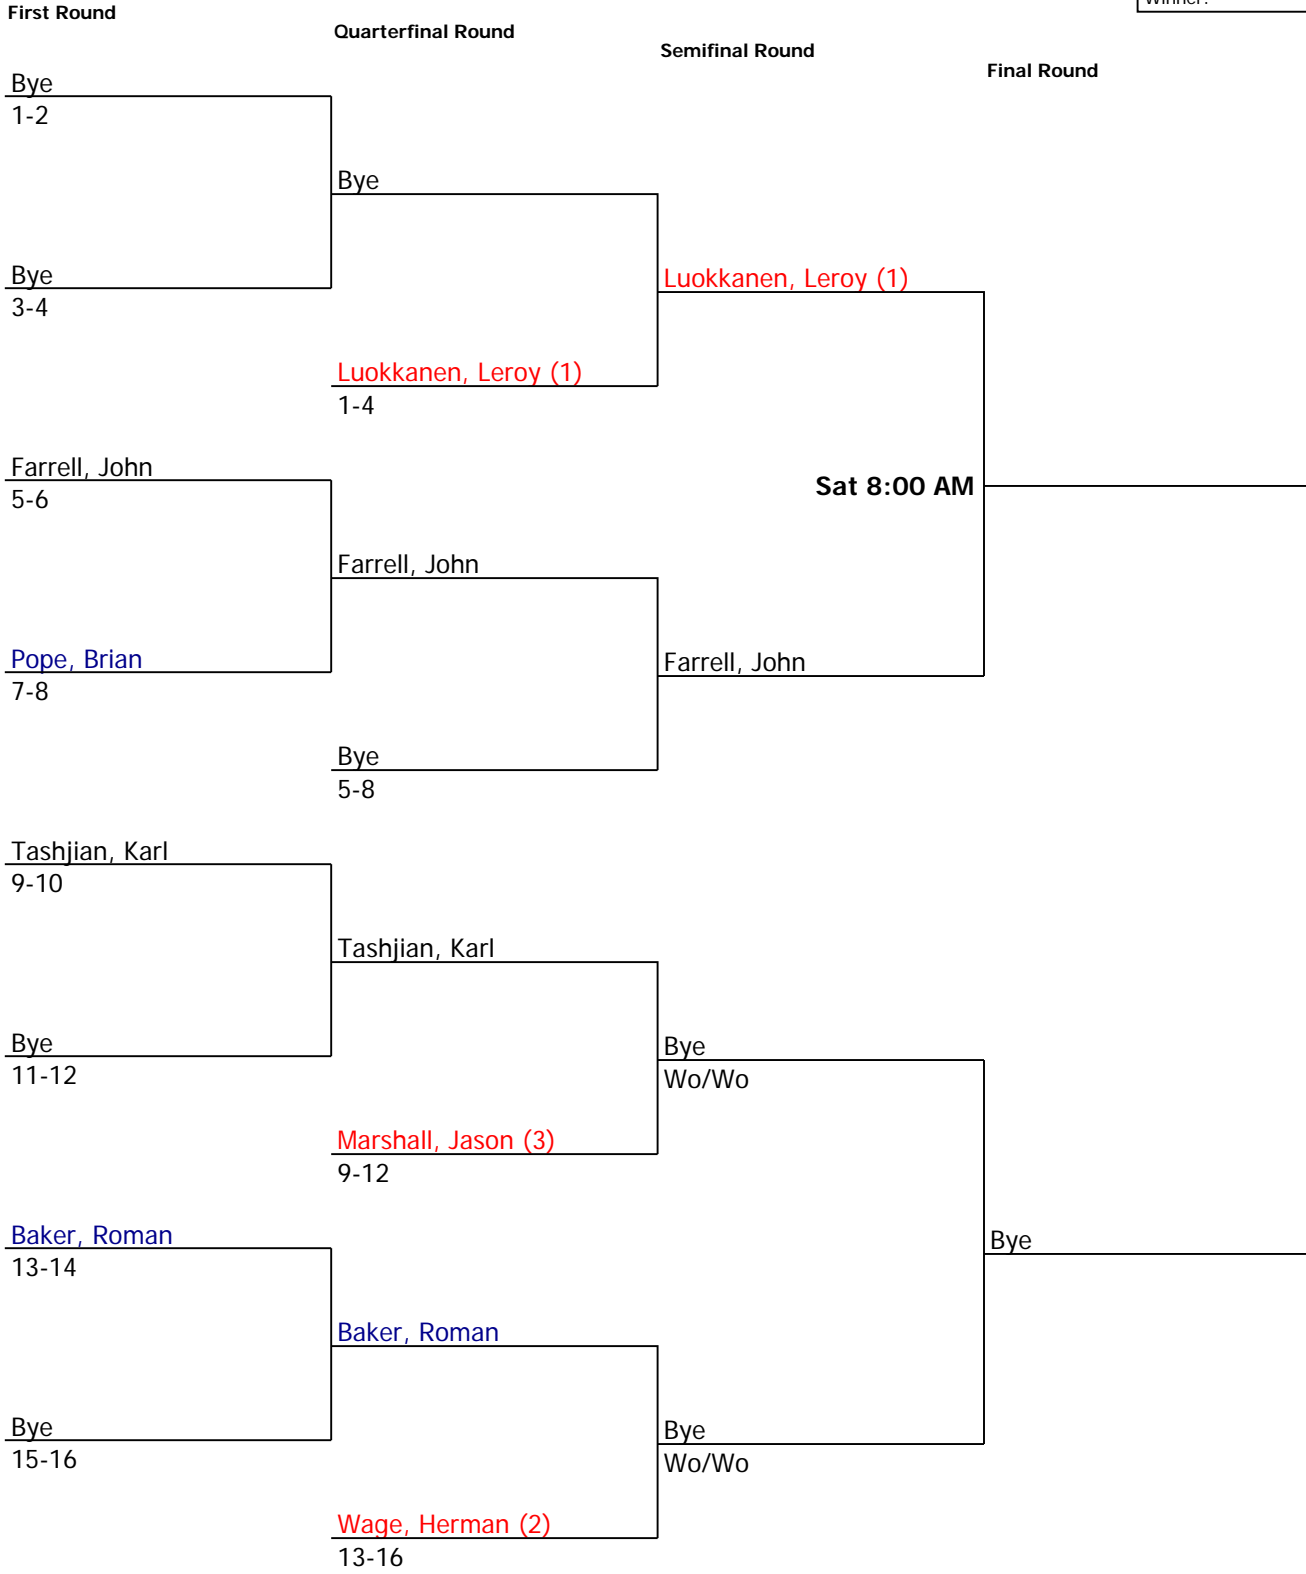 First Round
Winner:
Quarterfinal Round
Semifinal Round
Final Round
Bye
1-2
Bye
Bye
3-4
Luokkanen, Leroy (1)
Luokkanen, Leroy (1)
1-4
Farrell, John
5-6
Sat 8:00 AM
Farrell, John
Pope, Brian
7-8
Farrell, John
Bye
5-8
Tashjian, Karl
9-10
Tashjian, Karl
Bye
11-12
Bye
Wo/Wo
Marshall, Jason (3)
9-12
Baker, Roman
13-14
Bye
Baker, Roman
Bye
15-16
Bye
Wo/Wo
Wage, Herman (2)
13-16